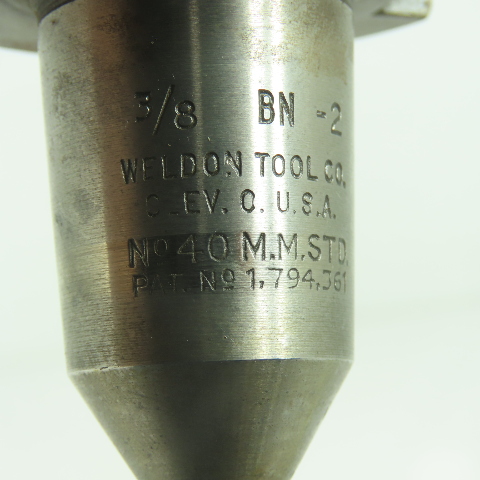 3/8 BN -2
WELDON TOOL CO.
CLEV. O. U.S.A.
No 40 M.M. STD.
PAT. No 1,794,361